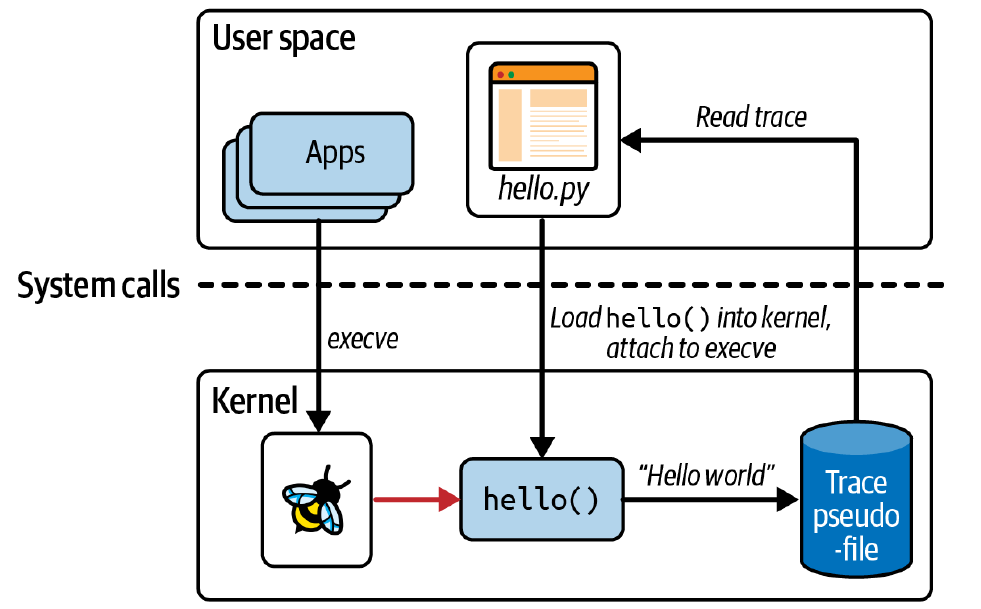 User space
Apps
hello.py
Read trace
System calls
execve
Load hello() into kernel,
attach to execve
Kernel
hello()
“Hello world”
Trace
pseudo
-file